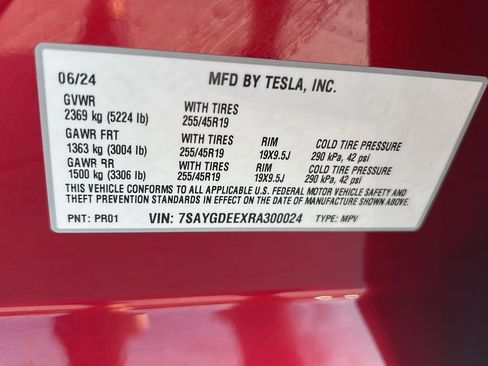 06/24 MFD BY TESLA, INC.
GVWR
2369 kg (5224 lb) WITH TIRES 255/45R19
GAWR FRT WITH TIRES RIM COLD TIRE PRESSURE
1363 kg (3004 lb) 255/45R19 19X9.5J 290 kPa, 42 psi
GAWR RR WITH TIRES RIM COLD TIRE PRESSURE
1500 kg (3306 lb) 255/45R19 19X9.5J 290 kPa, 42 psi
THIS VEHICLE CONFORMS TO ALL APPLICABLE U.S. FEDERAL MOTOR VEHICLE SAFETY AND
THEFT PREVENTION STANDARDS IN EFFECT ON THE DATE OF MANUFACTURE SHOWN ABOVE.
PNT: PR01 VIN: 7SAYGDEEXRA300024 TYPE: MPV